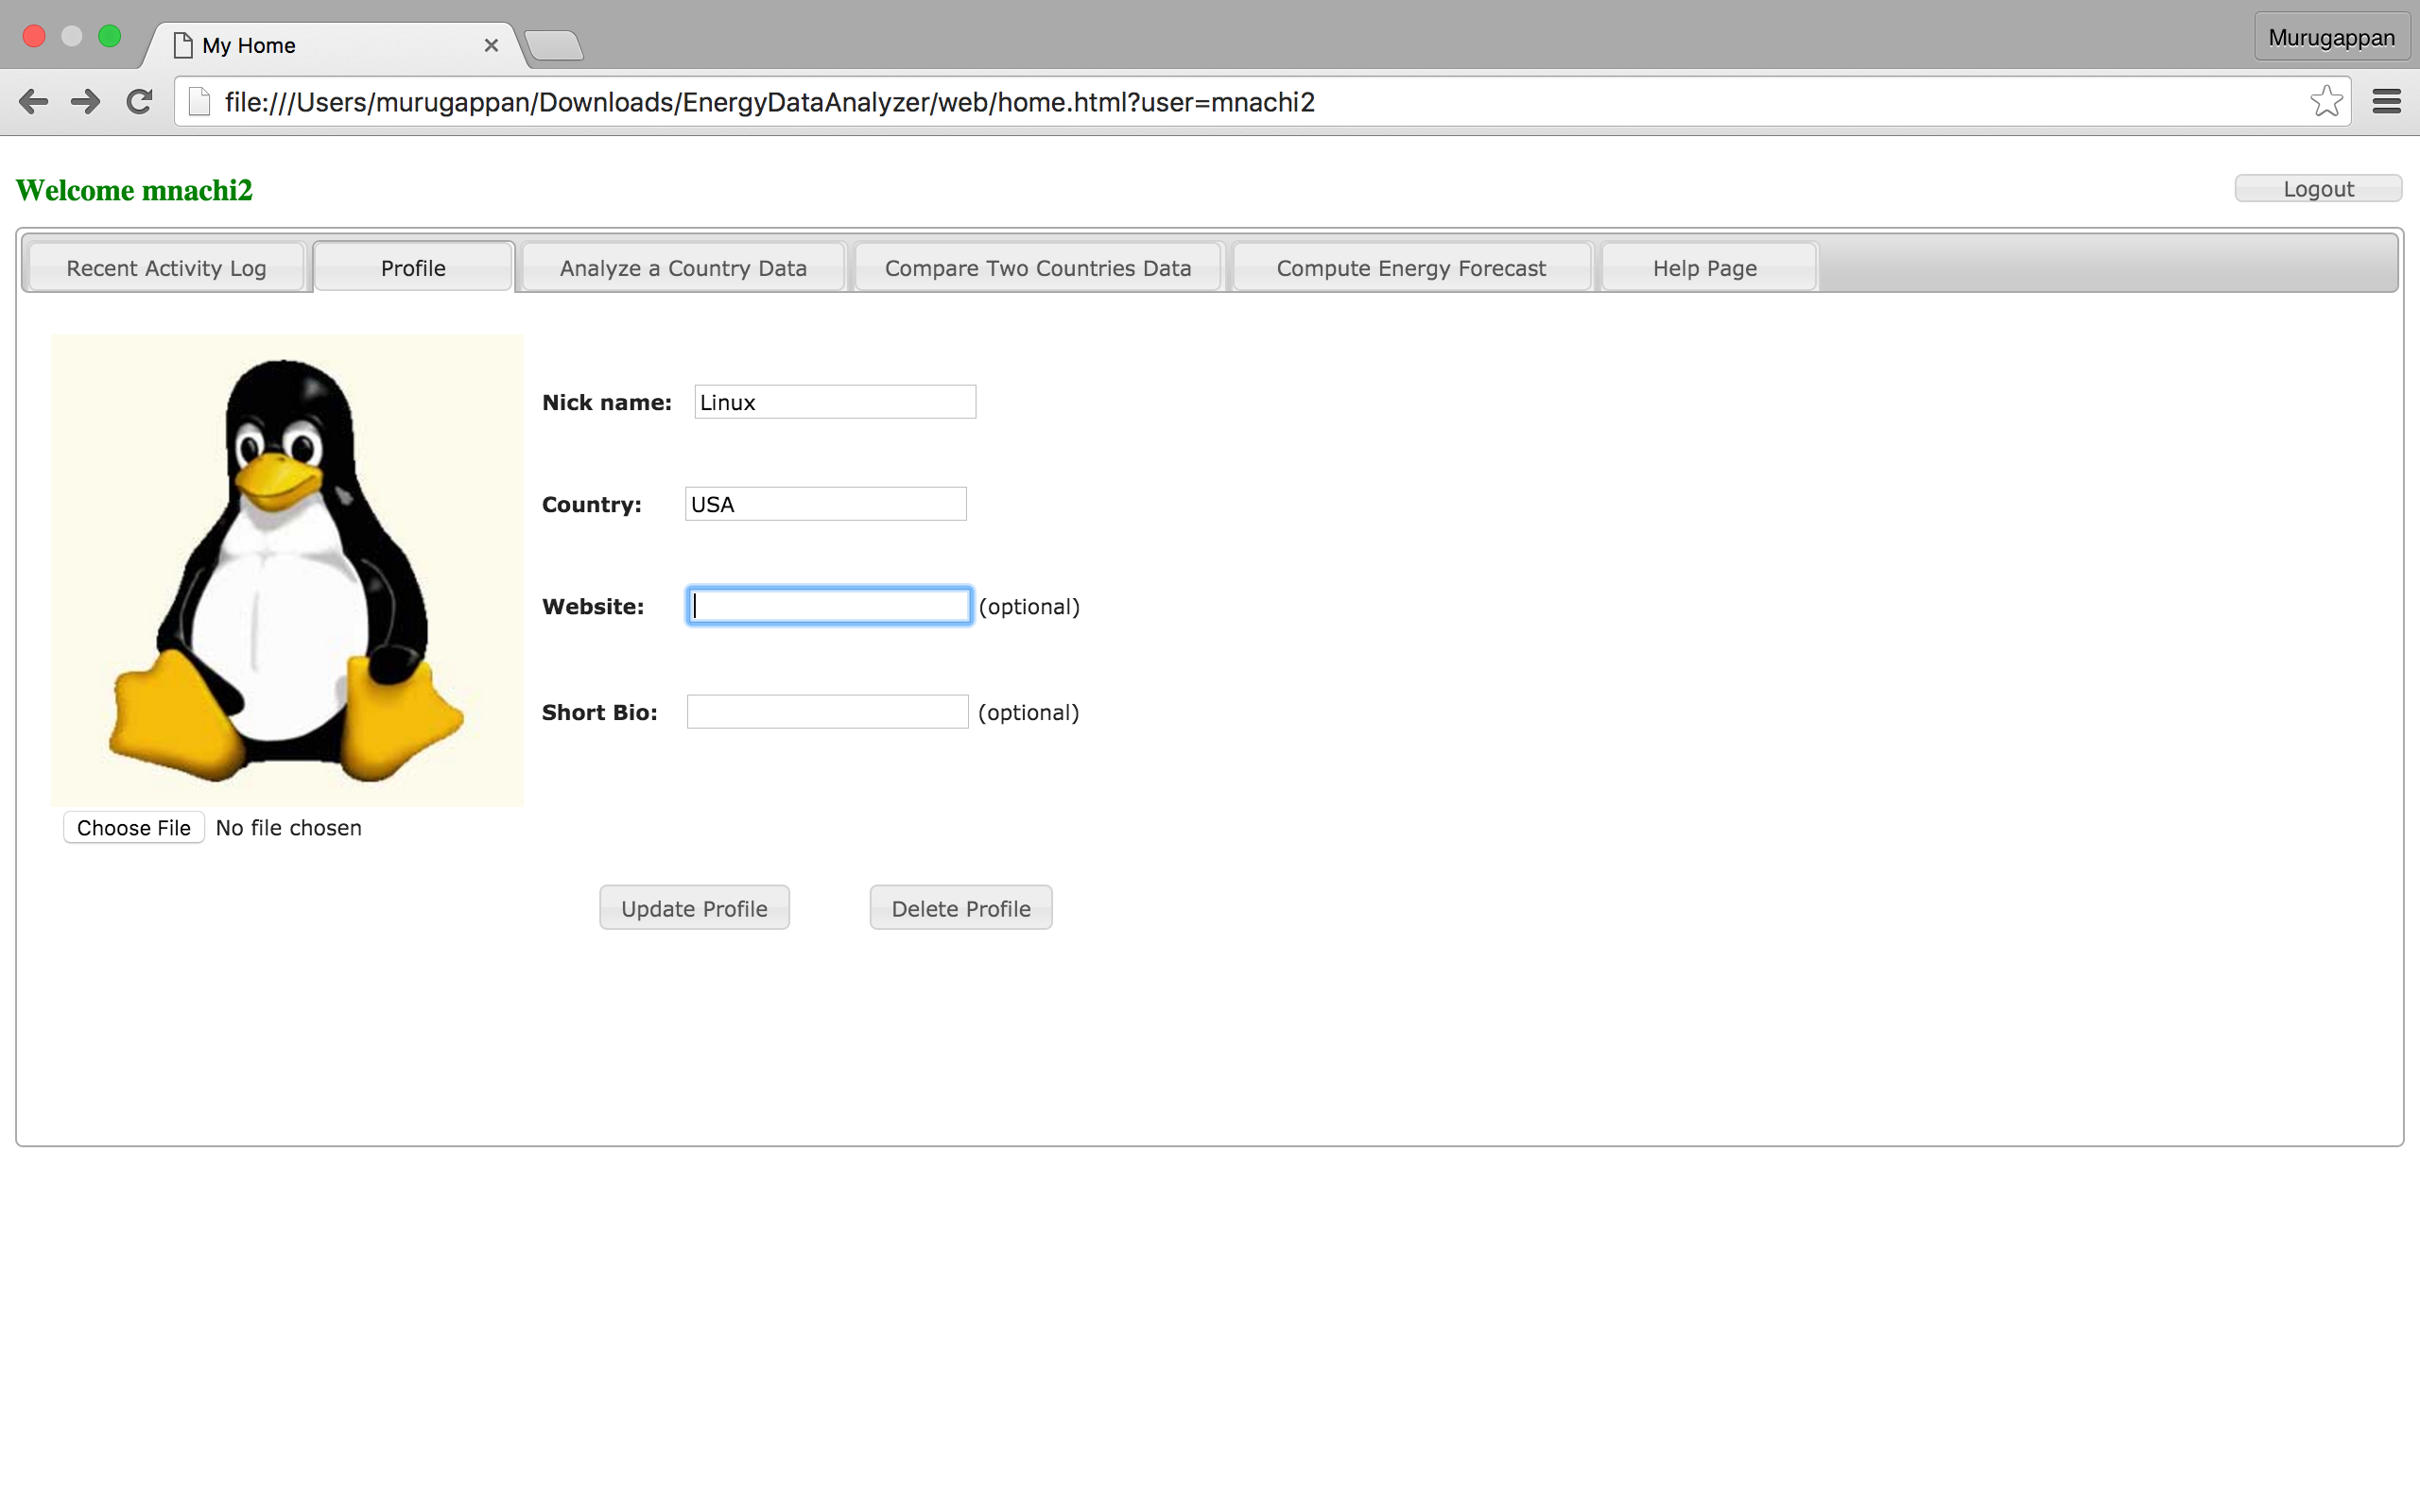 My Home
Murugappan
file:///Users/murugappan/Downloads/EnergyDataAnalyzer/web/home.html?user=mnachi2
Welcome mnachi2
Logout
Recent Activity Log Profile Analyze a Country Data Compare Two Countries Data Compute Energy Forecast Help Page
Nick name: Linux
Country: USA
Website: (optional)
Short Bio: (optional)
Choose File No file chosen
Update Profile Delete Profile